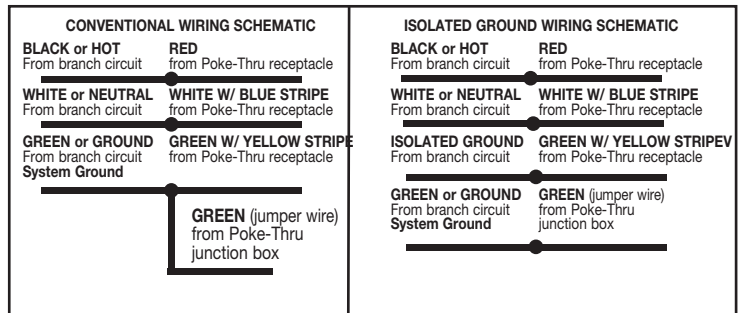 CONVENTIONAL WIRING SCHEMATIC
BLACK or HOT RED
From branch circuit from Poke-Thru receptacle
WHITE or NEUTRAL WHITE W/ BLUE STRIPE
From branch circuit from Poke-Thru receptacle
GREEN or GROUND GREEN W/ YELLOW STRIPE
From branch circuit from Poke-Thru receptacle
System Ground
GREEN (jumper wire)
from Poke-Thru
junction box
ISOLATED GROUND WIRING SCHEMATIC
BLACK or HOT RED
From branch circuit from Poke-Thru receptacle
WHITE or NEUTRAL WHITE W/ BLUE STRIPE
From branch circuit from Poke-Thru receptacle
ISOLATED GROUND GREEN W/ YELLOW STRIPEV
From branch circuit from Poke-Thru receptacle
GREEN or GROUND GREEN (jumper wire)
From branch circuit from Poke-Thru
System Ground junction box